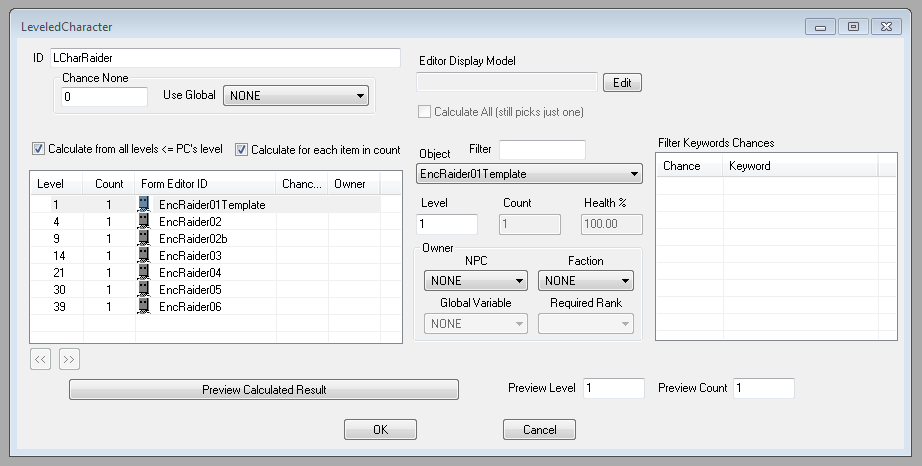 LeveledCharacter
ID LCharRaider
Chance None
0 Use Global NONE
Editor Display Model
Edit
Calculate All (still picks just one)
Calculate from all levels <= PC's level Calculate for each item in count
Level Count Form Editor ID Chanc... Owner
1 1 EncRaider01Template
4 1 EncRaider02
9 1 EncRaider02b
14 1 EncRaider03
21 1 EncRaider04
30 1 EncRaider05
39 1 EncRaider06
<< >>
Object Filter
EncRaider01Template
Level Count Health %
1 1 100.00
Owner
NPC Faction
NONE NONE
Global Variable Required Rank
NONE
Filter Keywords Chances
Chance Keyword
Preview Calculated Result
Preview Level 1 Preview Count 1
OK Cancel